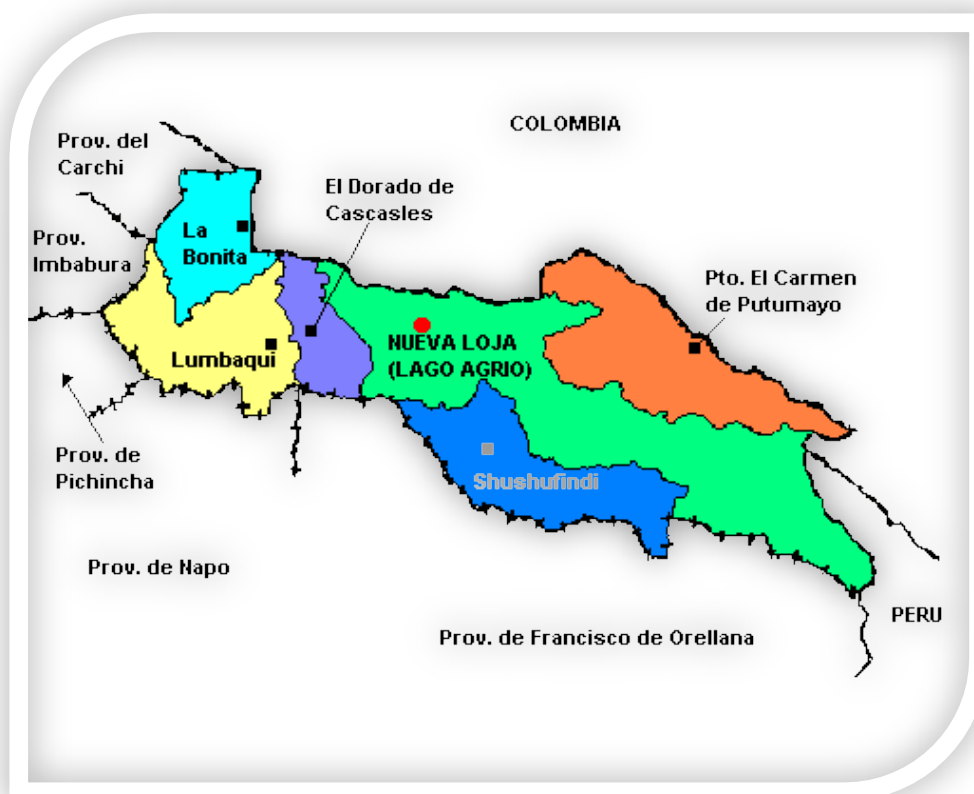 COLOMBIA
Prov. del
Carchi
El Dorado de
Cascasles
La
Bonita
Prov.
Imbabura
Pto. El Carmen
de Putumayo
NUEVA LOJA
(LAGO AGRIO)
Lumbaqui
Prov. de
Pichincha
Shushufindi
Prov. de Napo
PERU
Prov. de Francisco de Orellana